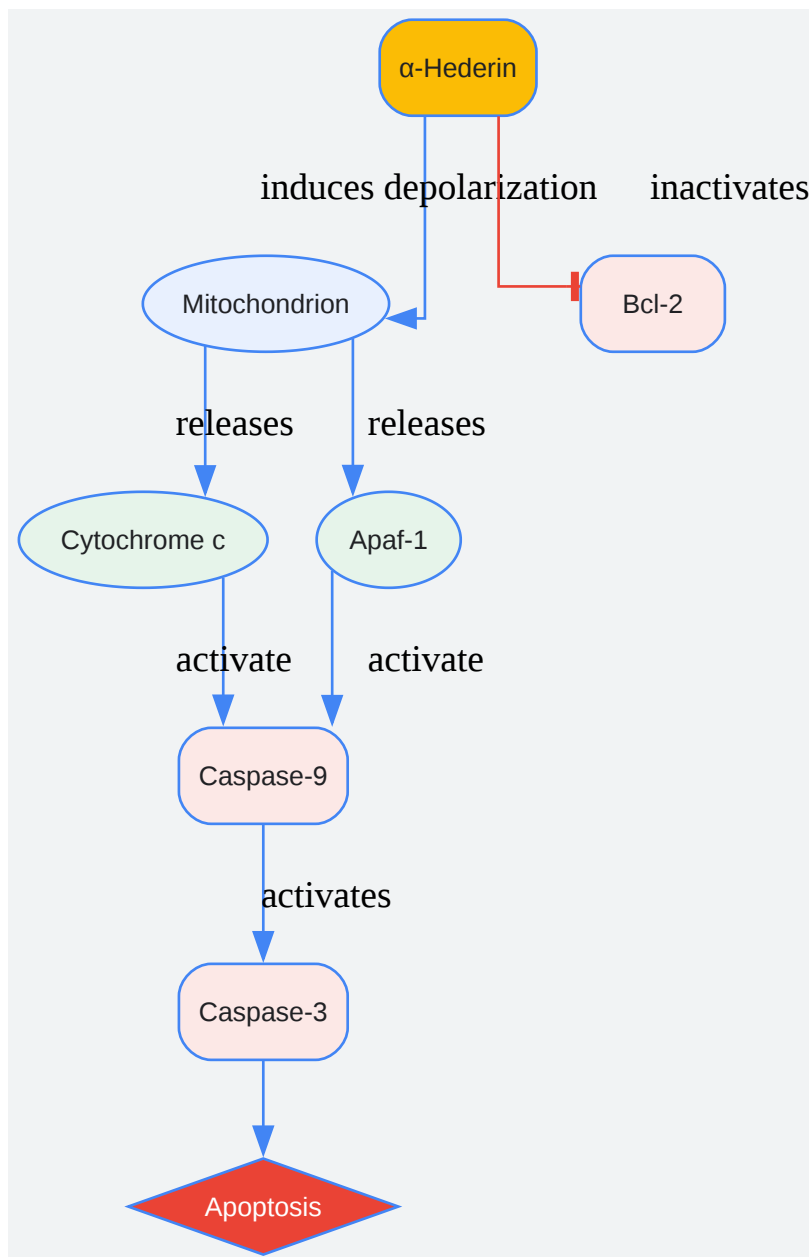 α-Hederin
induces depolarization
inactivates
Mitochondrion
Bcl-2
releases
releases
Cytochrome c
Apaf-1
activate
activate
Caspase-9
activates
Caspase-3
Apoptosis